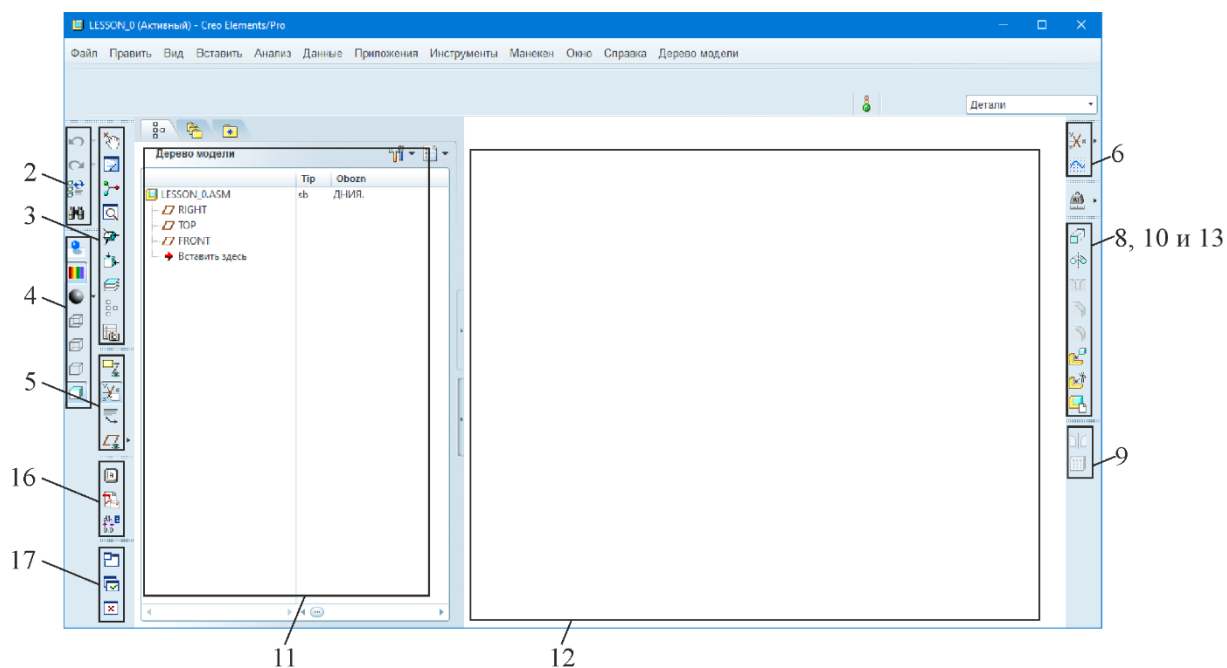 LESSON_0 (Активный) - Creo Elements/Pro
Файл Править Вид Вставить Анализ Данные Приложения Инструменты Манекен Окно Справка Дерево модели
Детали
Дерево модели
Tip Obozn
LESSON_0.ASM sb ДНИЯ.
RIGHT
TOP
FRONT
Вставить здесь
2
3
4
5
16
17
6
8, 10 и 13
9
11
12